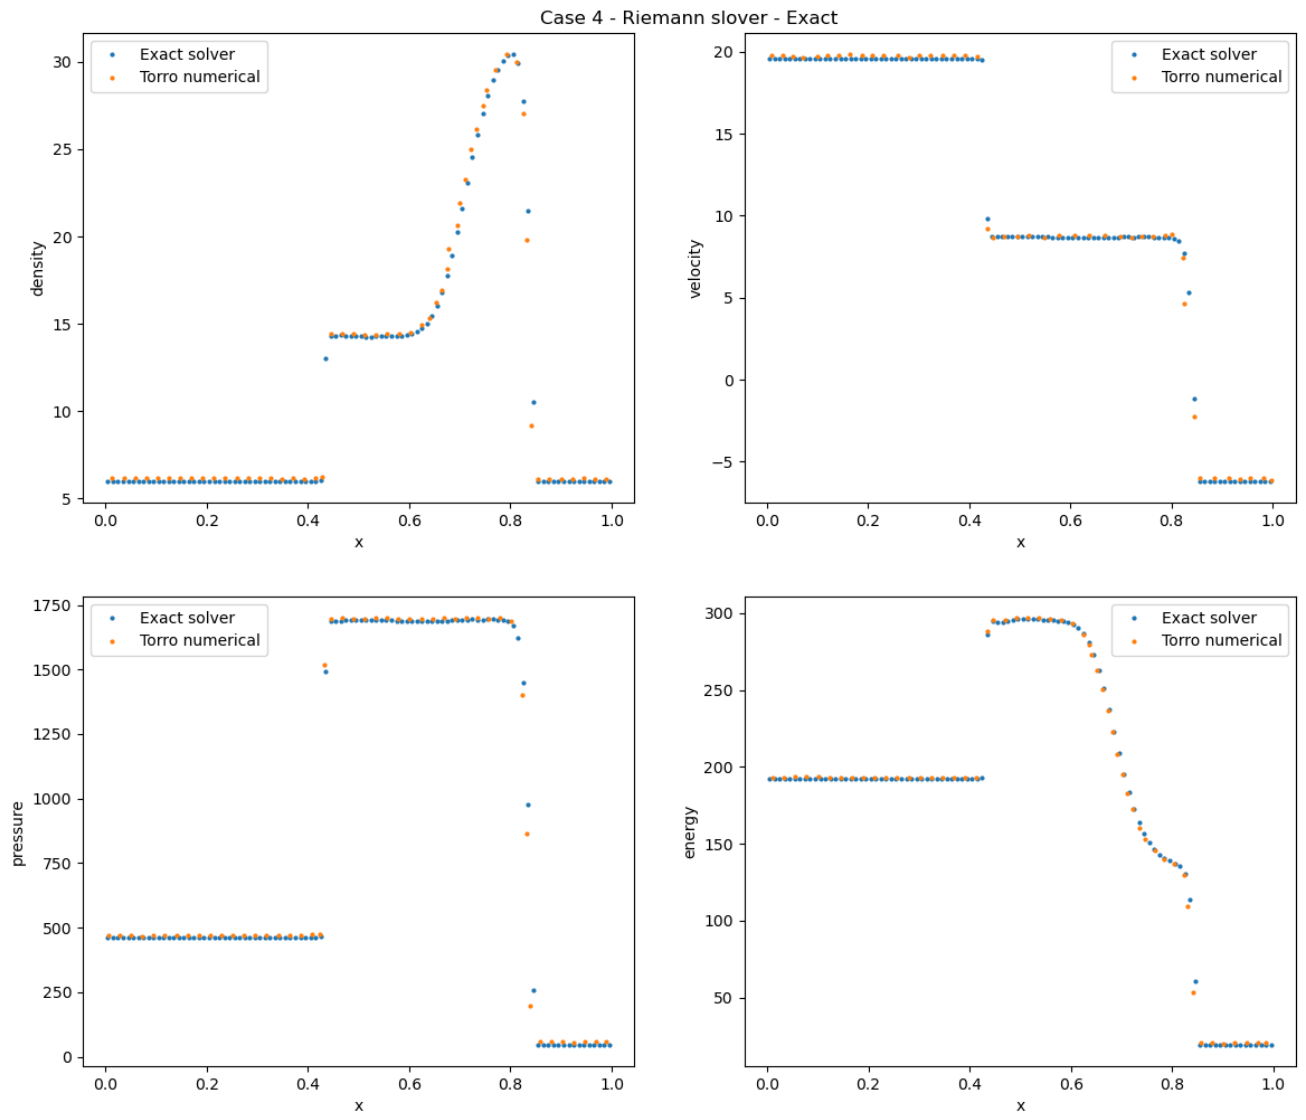 Case 4 - Riemann slover - Exact
Exact solver
Torro numerical
30
25
20
15
10
5
density
0.0 0.2 0.4 0.6 0.8 1.0
x
Exact solver
Torro numerical
20
15
10
5
0
−5
velocity
0.0 0.2 0.4 0.6 0.8 1.0
x
Exact solver
Torro numerical
1750
1500
1250
1000
750
500
250
0
pressure
0.0 0.2 0.4 0.6 0.8 1.0
x
Exact solver
Torro numerical
300
250
200
150
100
50
energy
0.0 0.2 0.4 0.6 0.8 1.0
x